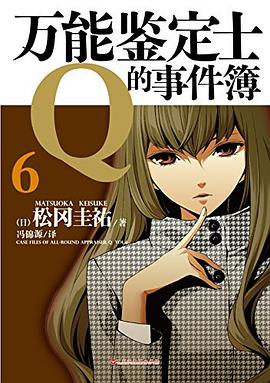 万能鉴定士
Q
的事件簿
6
MATSUOKA KEISUKE
(日)松冈圭祐/著
冯锦源/译
CASE FILES OF ALL-ROUND APPRAISER Q VOL.6